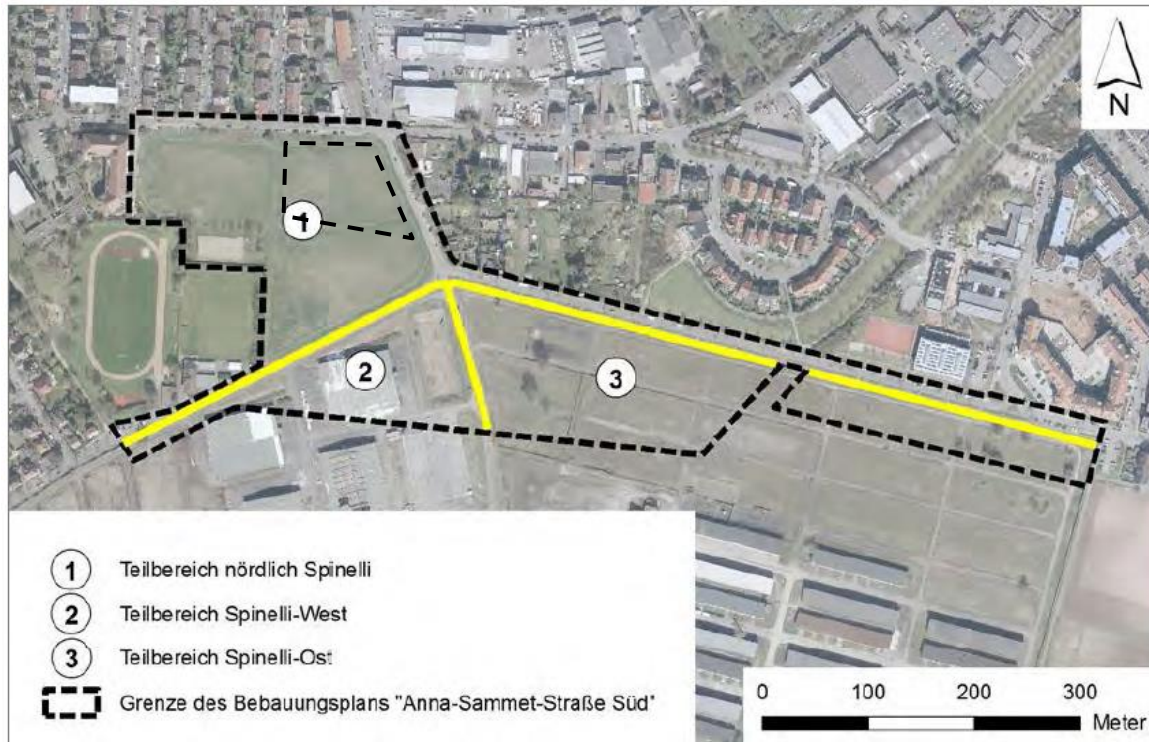 N
1
2
3
1 Teilbereich nördlich Spinelli
2 Teilbereich Spinelli-West
3 Teilbereich Spinelli-Ost
Grenze des Bebauungsplans "Anna-Sammet-Straße Süd"
0 100 200 300
Meter